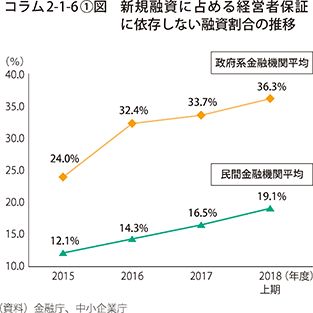 コラム2-1-6①図　新規融資に占める経営者保証
に依存しない融資割合の推移
(%)
40.0
35.0
30.0
25.0
20.0
15.0
10.0
政府系金融機関平均
24.0%
32.4%
33.7%
36.3%
民間金融機関平均
12.1%
14.3%
16.5%
19.1%
2015 2016 2017 2018（年度）
上期
（資料）金融庁、中小企業庁